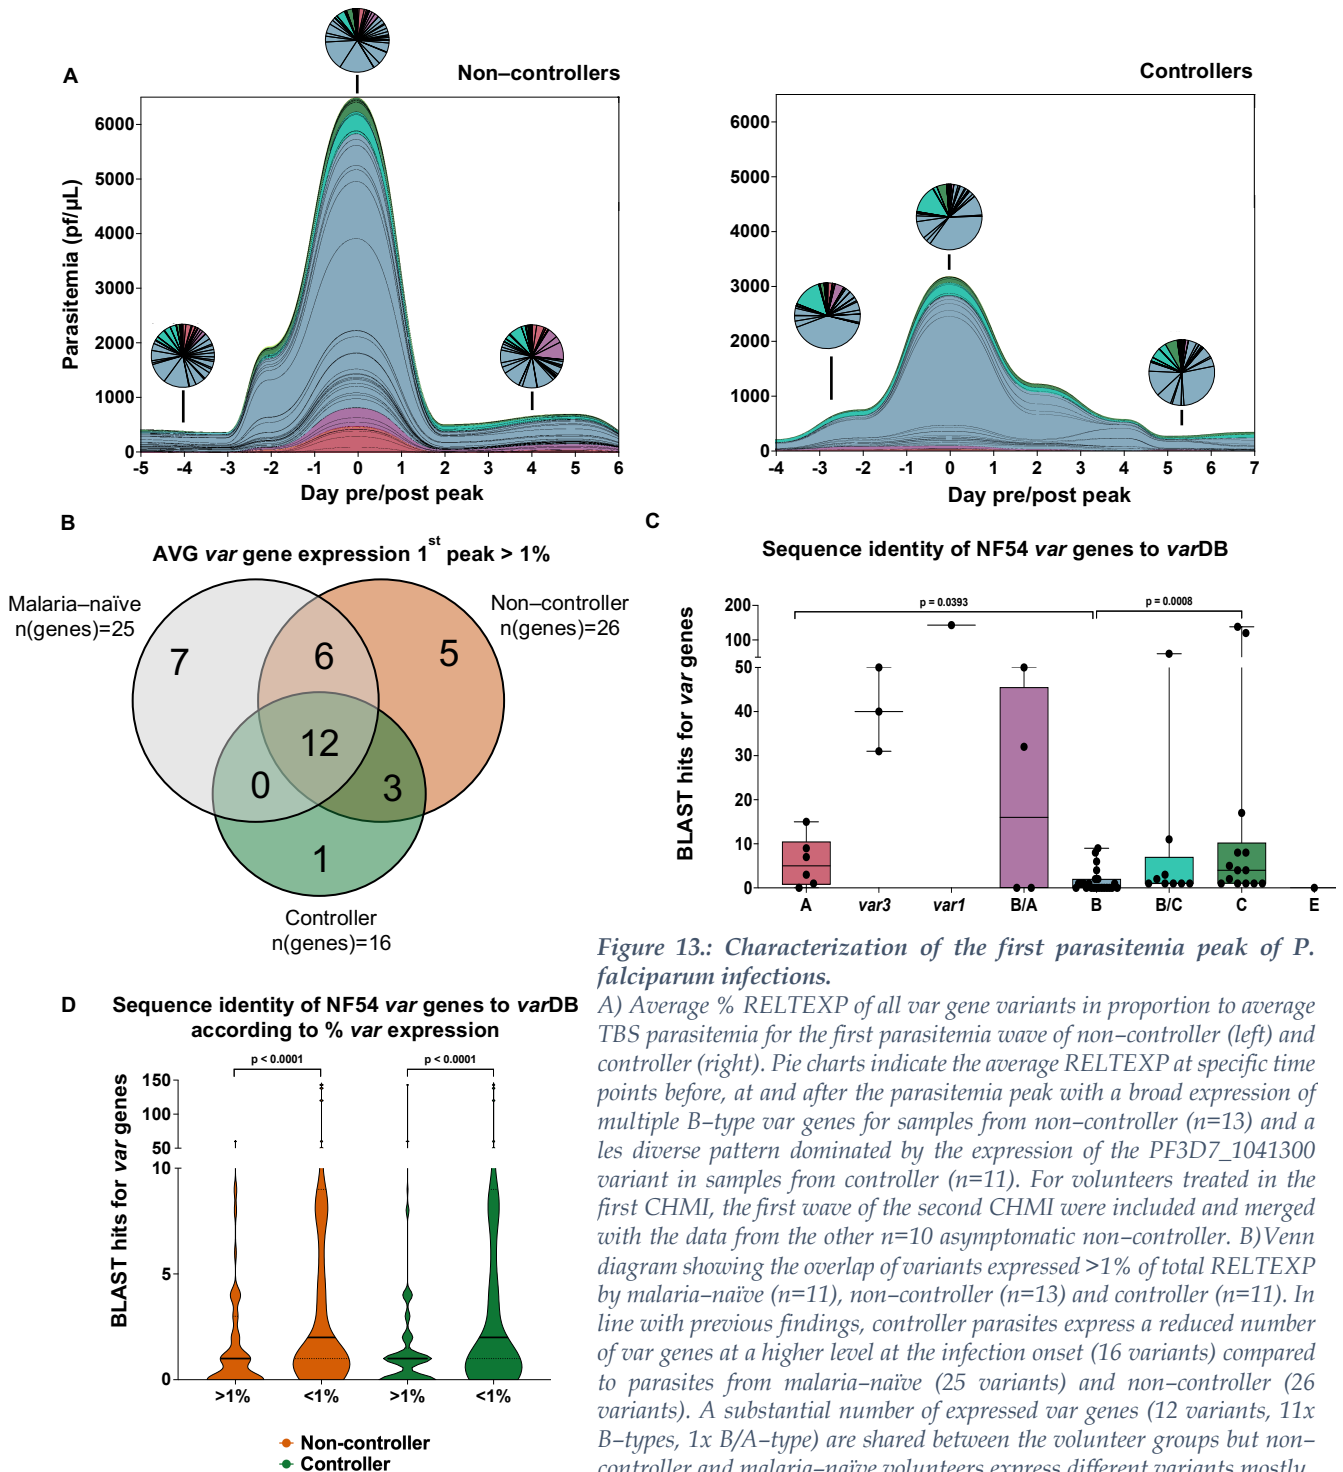 A
Non–controllers
Controllers
Parasitemia (pf/µL)
6000
5000
4000
3000
2000
1000
0
-5 -4 -3 -2 -1 0 1 2 3 4 5 6
Day pre/post peak
6000
5000
4000
3000
2000
1000
0
-4 -3 -2 -1 0 1 2 3 4 5 6 7
Day pre/post peak
B
AVG var gene expression 1st peak > 1%
Malaria–naïve
n(genes)=25
Non–controller
n(genes)=26
7
6
5
12
0
3
1
Controller
n(genes)=16
C
Sequence identity of NF54 var genes to varDB
BLAST hits for var genes
p = 0.0393
p = 0.0008
200
100
50
40
30
20
10
0
A var3 var1 B/A B B/C C E
D
Sequence identity of NF54 var genes to varDB
according to % var expression
BLAST hits for var genes
p < 0.0001
p < 0.0001
150
100
50
10
5
0
>1% <1% >1% <1%
Non-controller
Controller
Figure 13.: Characterization of the first parasitemia peak of P.
falciparum infections.
A) Average % RELTEXP of all var gene variants in proportion to average
TBS parasitemia for the first parasitemia wave of non–controller (left) and
controller (right). Pie charts indicate the average RELTEXP at specific time
points before, at and after the parasitemia peak with a broad expression of
multiple B–type var genes for samples from non–controller (n=13) and a
les diverse pattern dominated by the expression of the PF3D7_1041300
variant in samples from controller (n=11). For volunteers treated in the
first CHMI, the first wave of the second CHMI were included and merged
with the data from the other n=10 asymptomatic non–controller. B)Venn
diagram showing the overlap of variants expressed >1% of total RELTEXP
by malaria–naïve (n=11), non–controller (n=13) and controller (n=11). In
line with previous findings, controller parasites express a reduced number
of var genes at a higher level at the infection onset (16 variants) compared
to parasites from malaria–naïve (25 variants) and non–controller (26
variants). A substantial number of expressed var genes (12 variants, 11x
B–types, 1x B/A–type) are shared between the volunteer groups but non–
controller and malaria–naïve volunteers express different variants mostly